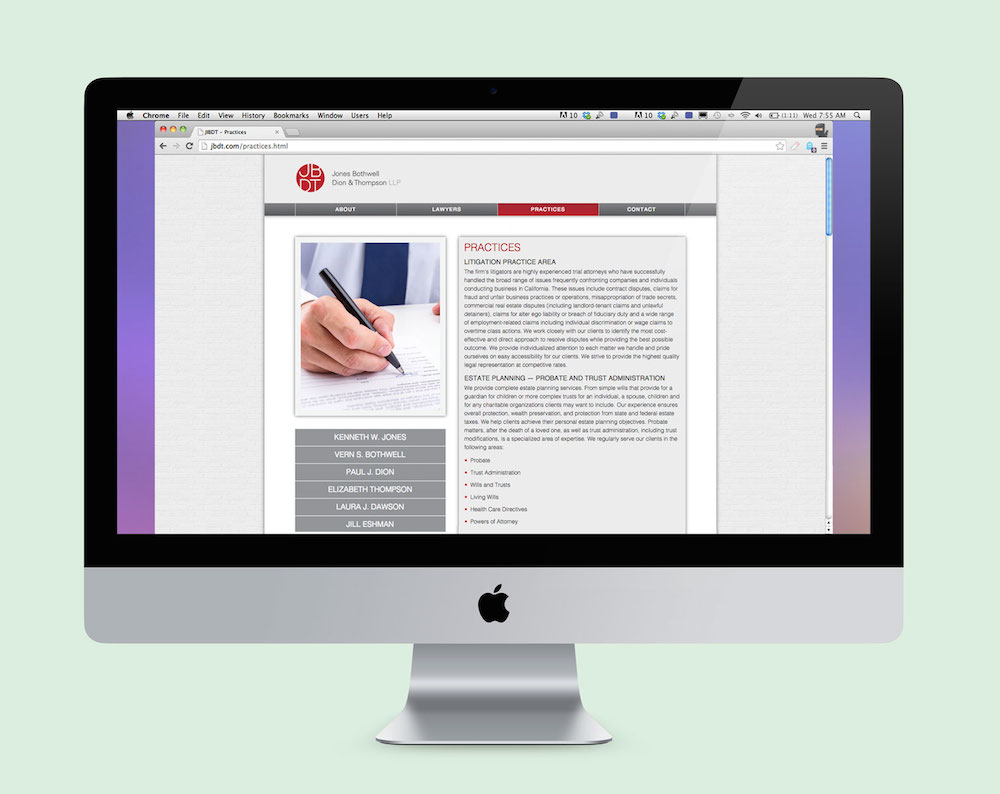 Chrome File Edit View History Bookmarks Window Users Help
10 10 (1:11) Wed 7:55 AM
JBDT - Practices
jbdt.com/practices.html
JB
DT
Jones Bothwell
Dion & Thompson LLP
ABOUT LAWYERS PRACTICES CONTACT
PRACTICES
LITIGATION PRACTICE AREA
The firm's litigators are highly experienced trial attorneys who have successfully
handled the broad range of issues frequently confronting companies and individuals
conducting business in California. These issues include contract disputes, claims for
fraud and unfair business practices or operations, misappropriation of trade secrets,
commercial real estate disputes (including landlord-tenant claims and unlawful
detainers), claims for alter ego liability or breach of fiduciary duty and a wide range
of employment-related claims including individual discrimination or wage claims to
overtime class actions. We work closely with our clients to identify the most cost-
effective and direct approach to resolve disputes while providing the best possible
outcome. We provide individualized attention to each matter we handle and pride
ourselves on easy accessibility for our clients. We strive to provide the highest quality
legal representation at competitive rates.
ESTATE PLANNING — PROBATE AND TRUST ADMINISTRATION
We provide complete estate planning services. From simple wills that provide for a
guardian for children or more complex trusts for an individual, a spouse, children and
for any charitable organizations clients may want to include. Our experience ensures
overall protection, wealth preservation, and protection from state and federal estate
taxes. We help clients achieve their personal estate planning objectives. Probate
matters, after the death of a loved one, as well as trust administration, including trust
modifications, is a specialized area of expertise. We regularly serve our clients in the
following areas:
• Probate
• Trust Administration
• Wills and Trusts
• Living Wills
• Health Care Directives
• Powers of Attorney
KENNETH W. JONES
VERN S. BOTHWELL
PAUL J. DION
ELIZABETH THOMPSON
LAURA J. DAWSON
JILL ESHMAN